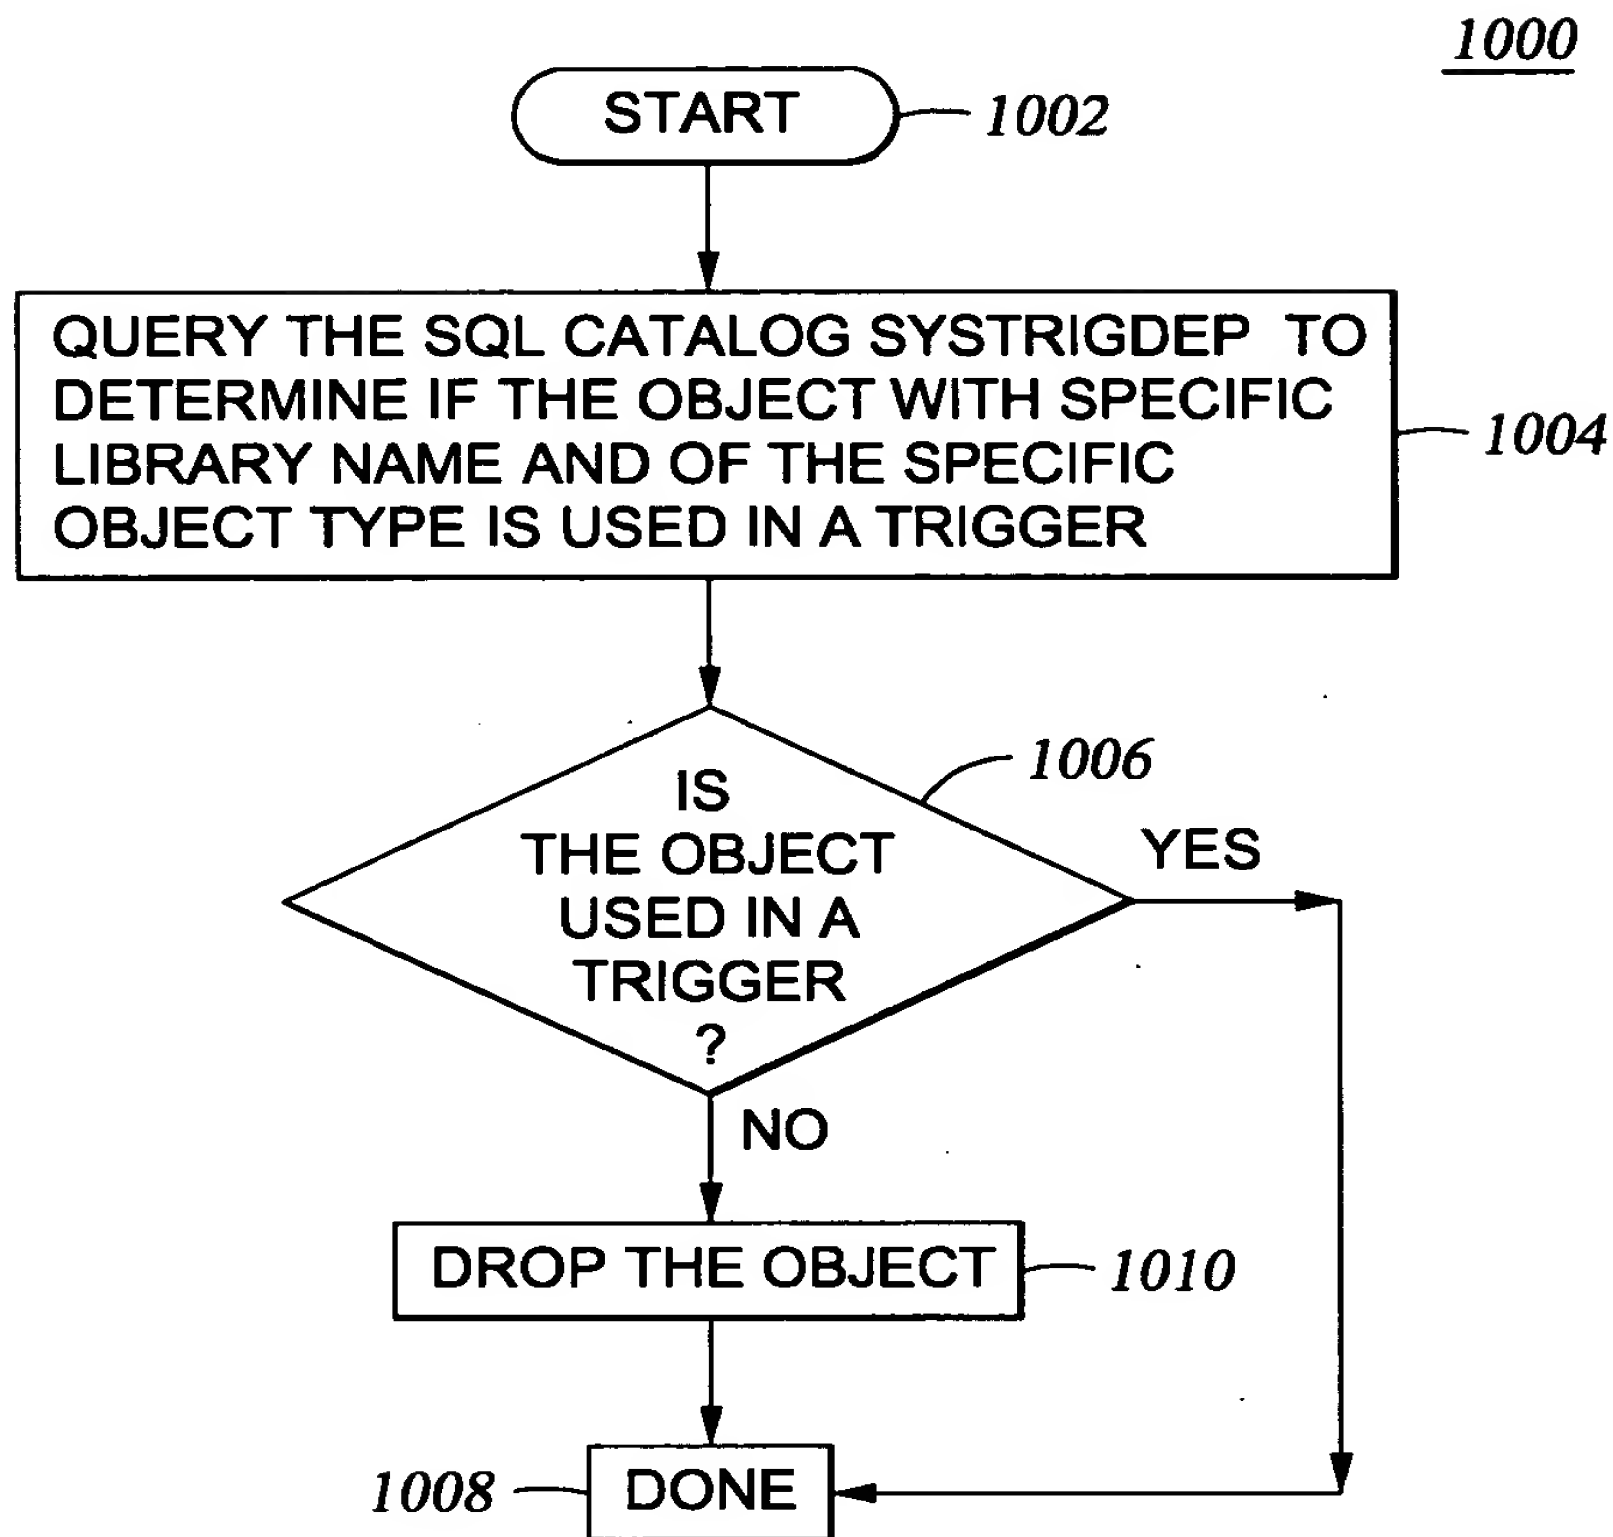 1000
START
1002
QUERY THE SQL CATALOG SYSTRIGDEP TO
DETERMINE IF THE OBJECT WITH SPECIFIC
LIBRARY NAME AND OF THE SPECIFIC
OBJECT TYPE IS USED IN A TRIGGER
1004
IS
THE OBJECT
USED IN A
TRIGGER
?
1006
YES
NO
DROP THE OBJECT
1010
1008
DONE